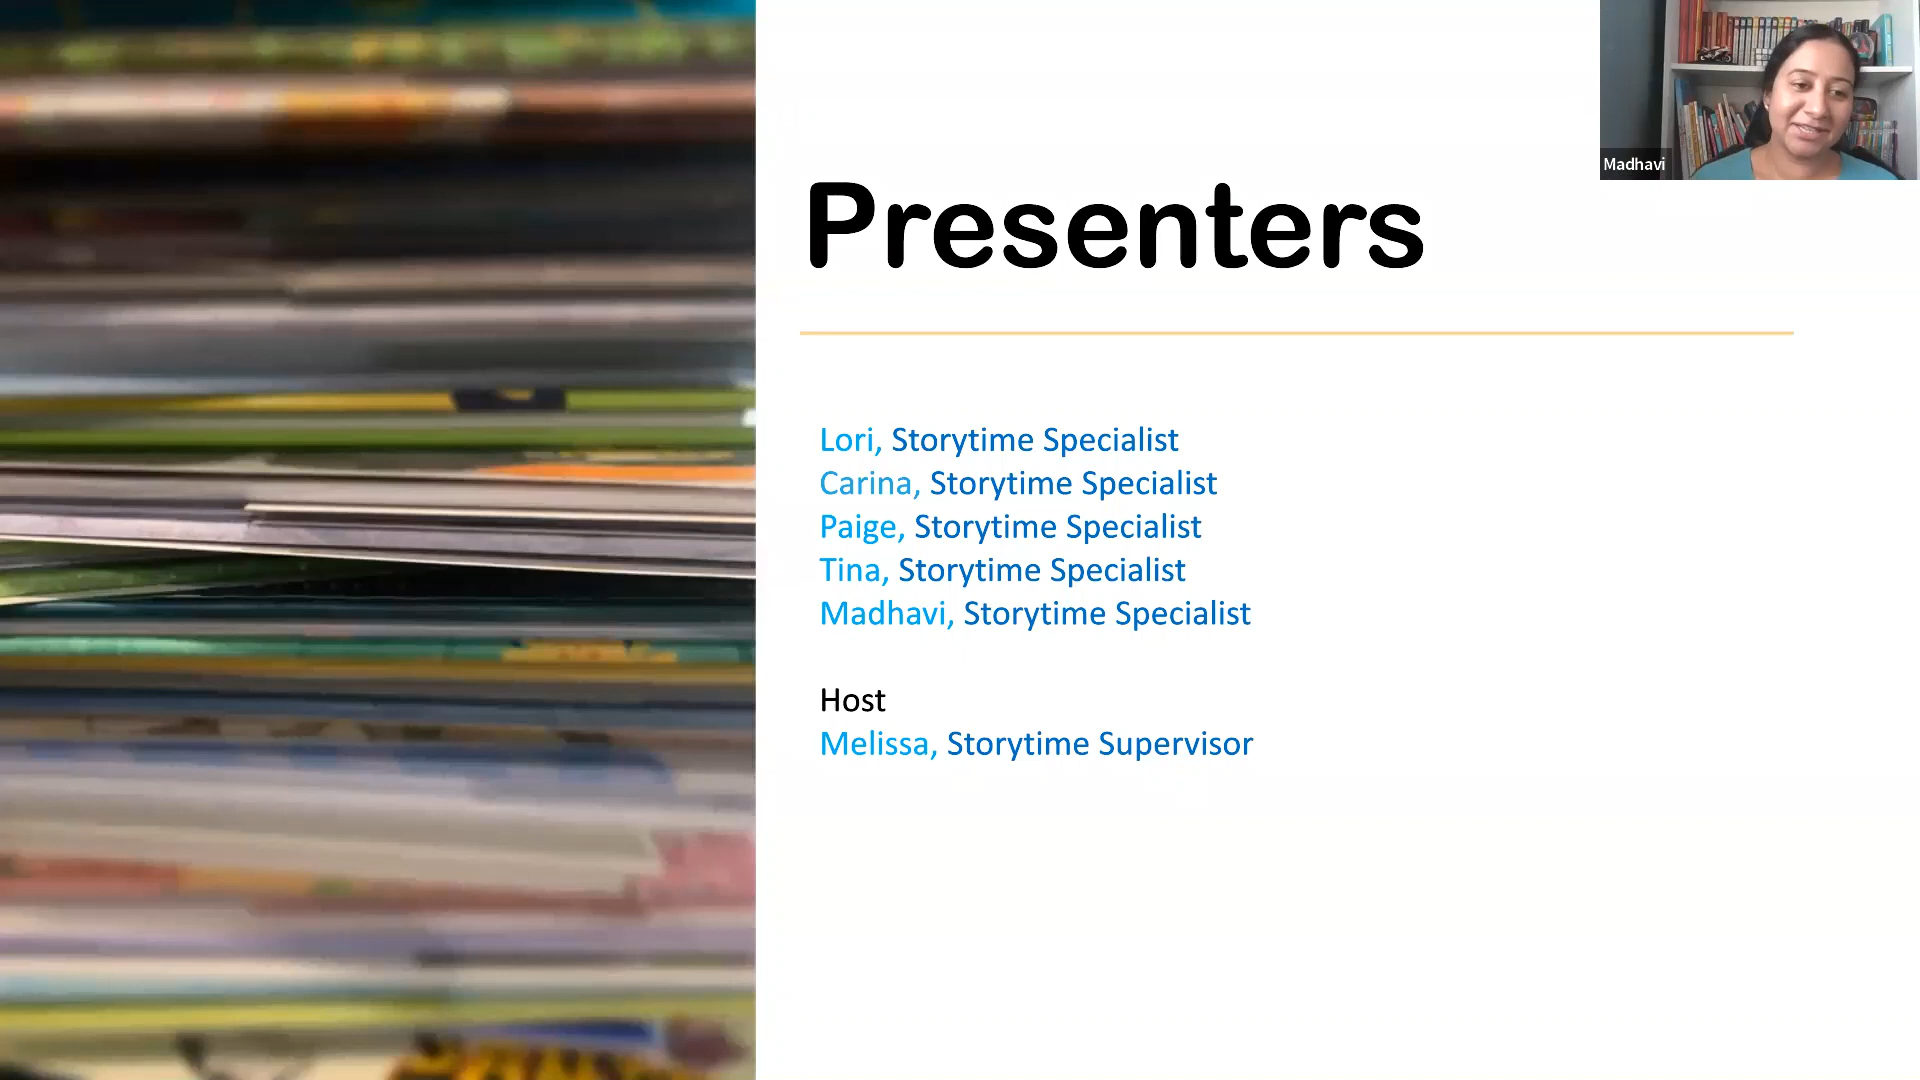 Presenters
Madhavi
Lori, Storytime Specialist
Carina, Storytime Specialist
Paige, Storytime Specialist
Tina, Storytime Specialist
Madhavi, Storytime Specialist
Host
Melissa, Storytime Supervisor